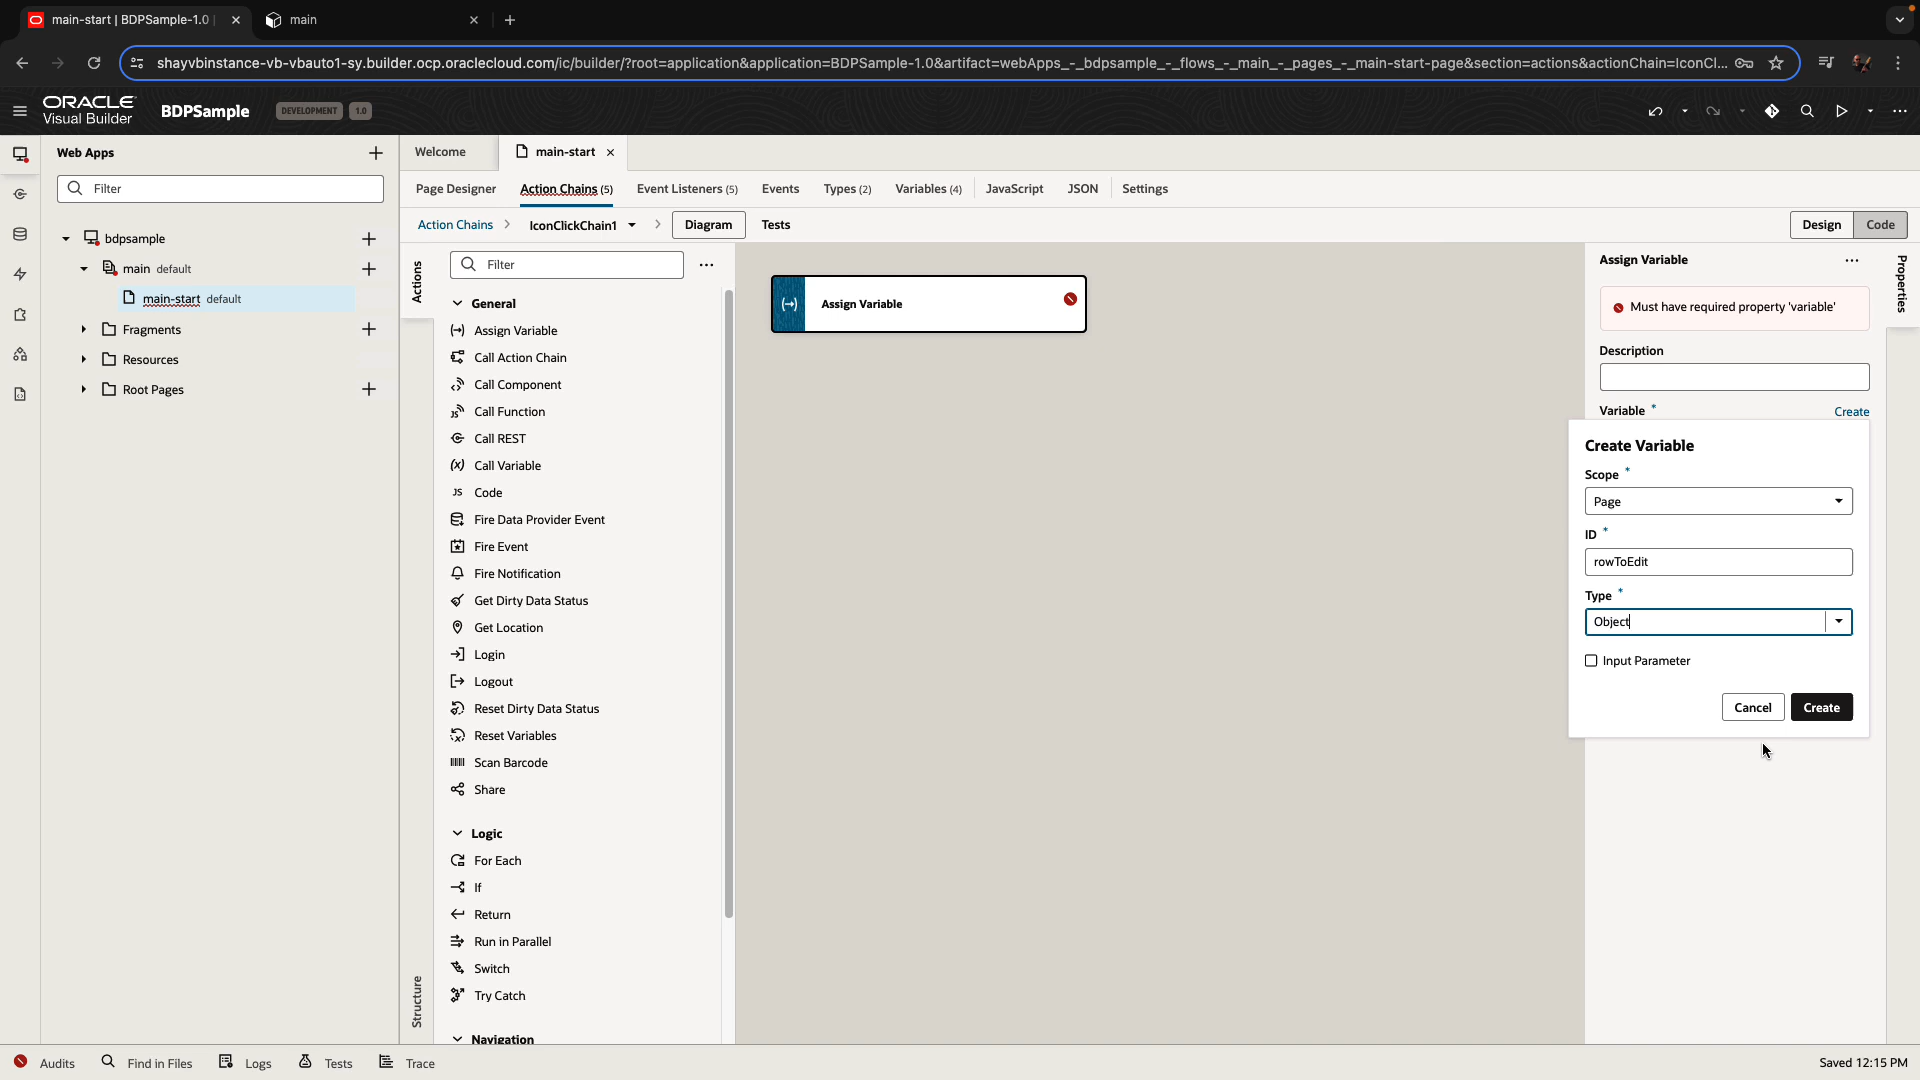 main-start | BDPSample-1.0 |
main
shayvbinstance-vb-vbauto1-sy.builder.ocp.oraclecloud.com/ic/builder/?root=application&application=BDPSample-1.0&artifact=webApps_-_bdpsample_-_flows_-_main_-_pages_-_main-start-page&section=actions&actionChain=IconCl...
ORACLE
Visual Builder
BDPSample
DEVELOPMENT
1.0
Web Apps
Welcome
main-start
Filter
Page Designer
Action Chains (5)
Event Listeners (5)
Events
Types (2)
Variables (4)
JavaScript
JSON
Settings
Action Chains
IconClickChain1
Diagram
Tests
Design
Code
bdpsample
main default
main-start default
Fragments
Resources
Root Pages
Actions
Structure
Filter
General
Assign Variable
Call Action Chain
Call Component
Call Function
Call REST
Call Variable
JS Code
Fire Data Provider Event
Fire Event
Fire Notification
Get Dirty Data Status
Get Location
Login
Logout
Reset Dirty Data Status
Reset Variables
Scan Barcode
Share
Logic
For Each
If
Return
Run in Parallel
Switch
Try Catch
Navigation
Assign Variable
Assign Variable
Properties
Must have required property 'variable'
Description
Variable *
Create
Create Variable
Scope *
Page
ID *
rowToEdit
Type *
Object
Input Parameter
Cancel
Create
Audits
Find in Files
Logs
Tests
Trace
Saved 12:15 PM